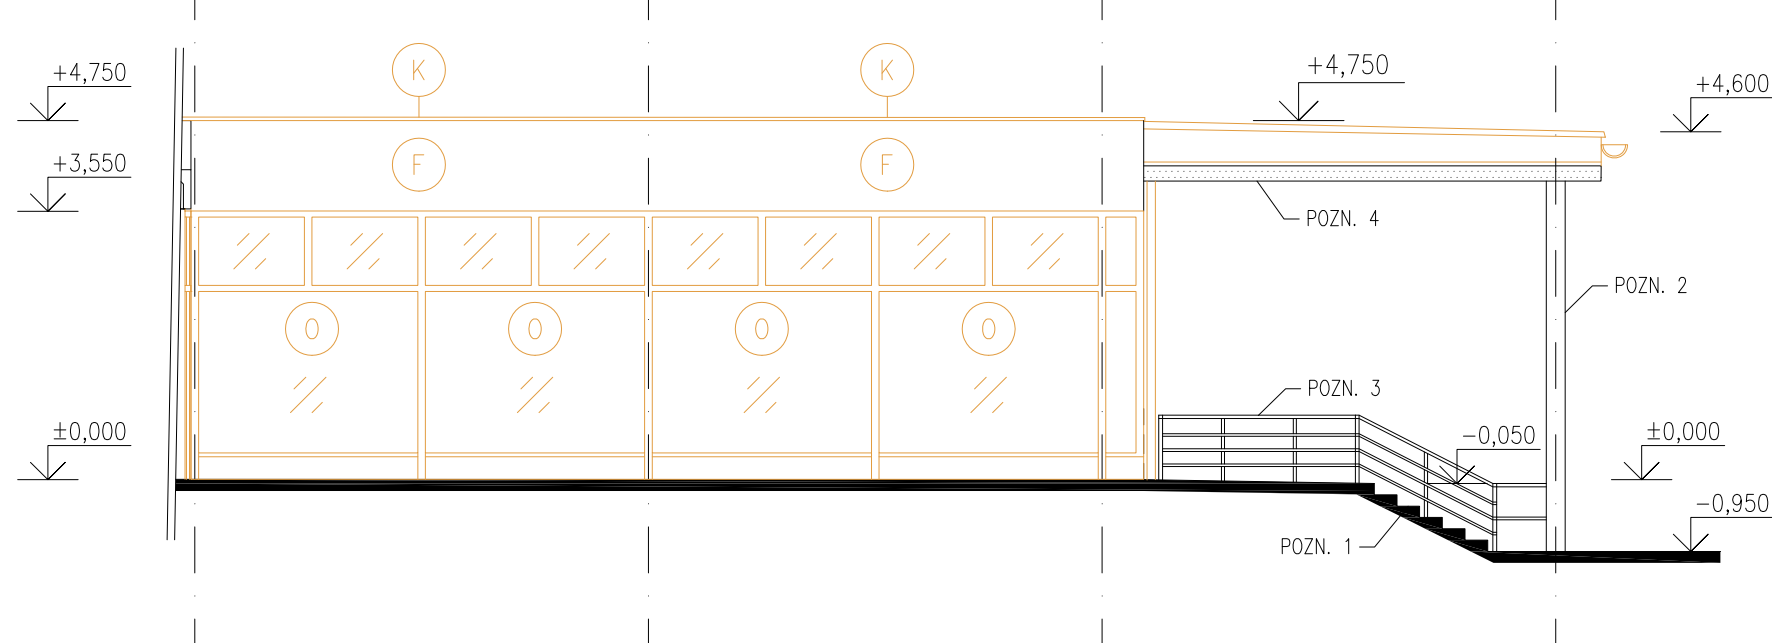 K
K
+4,750
+4,750
+4,600
+3,550
F
F
POZN. 4
POZN. 2
O
O
O
O
POZN. 3
±0,000
-0,050
±0,000
-0,950
POZN. 1